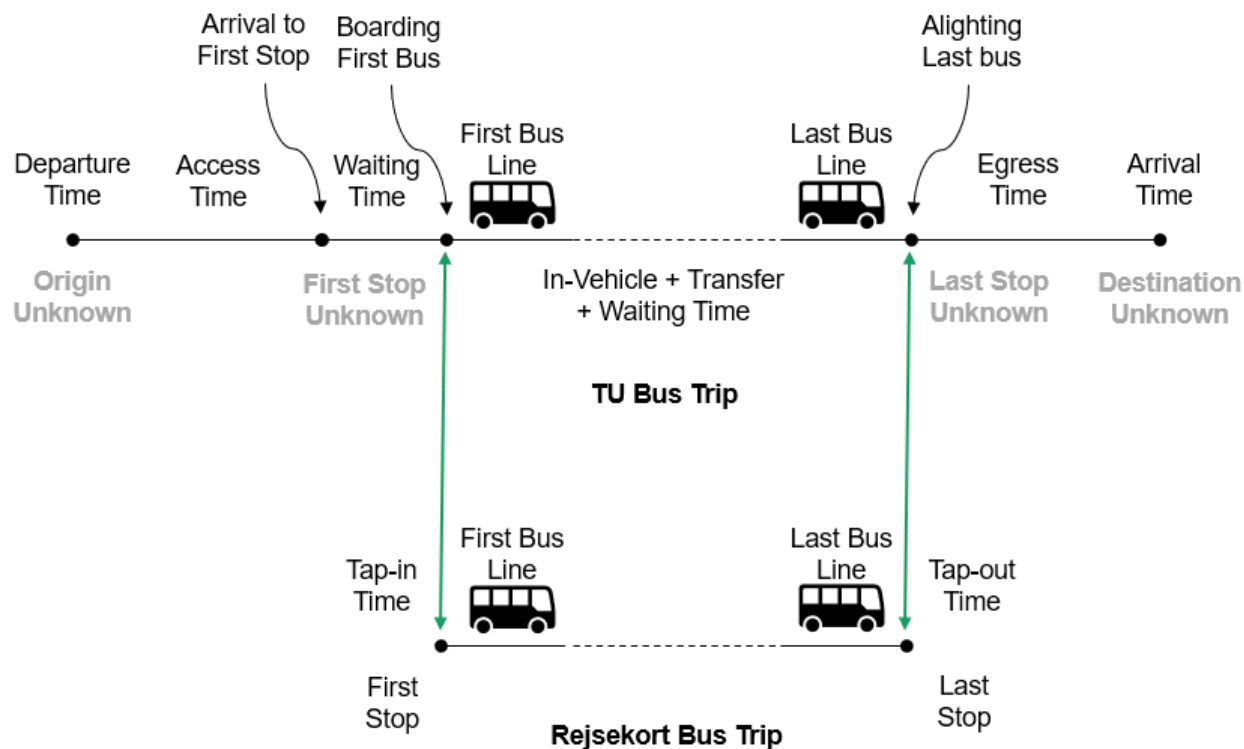 Arrival to
First Stop
Boarding
First Bus
Alighting
Last bus
Departure
Time
Access
Time
Waiting
Time
First Bus
Line
Last Bus
Line
Egress
Time
Arrival
Time
Origin
Unknown
First Stop
Unknown
In-Vehicle + Transfer
+ Waiting Time
Last Stop
Unknown
Destination
Unknown
TU Bus Trip
Tap-in
Time
First Bus
Line
Last Bus
Line
Tap-out
Time
First
Stop
Last
Stop
Rejsekort Bus Trip